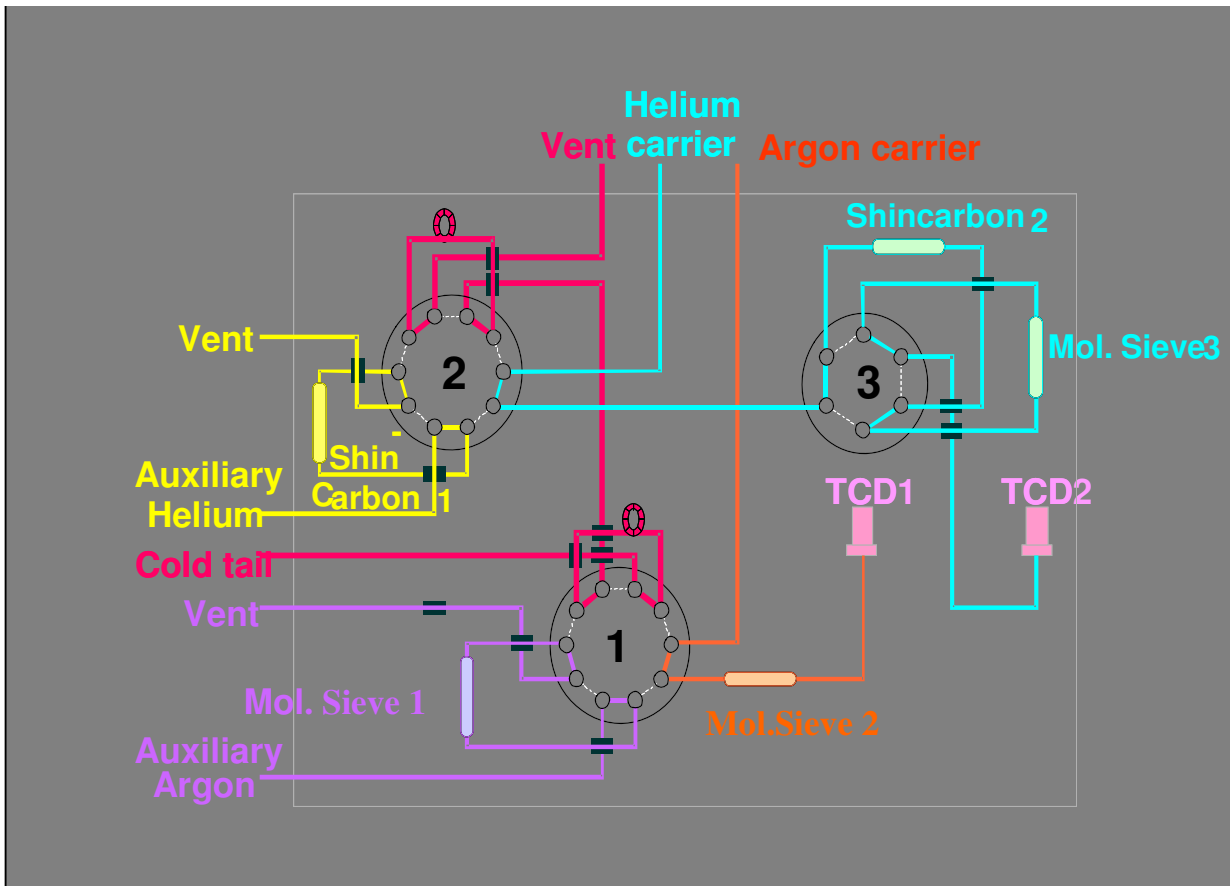 Helium
carrier
Vent
Argon carrier
Shincarbon 2
Vent
Mol. Sieve3
2
3
-
Shin
Carbon 1
Auxiliary
Helium
TCD1
TCD2
Cold tail
Vent
1
Mol. Sieve 1
Mol.Sieve 2
Auxiliary
Argon